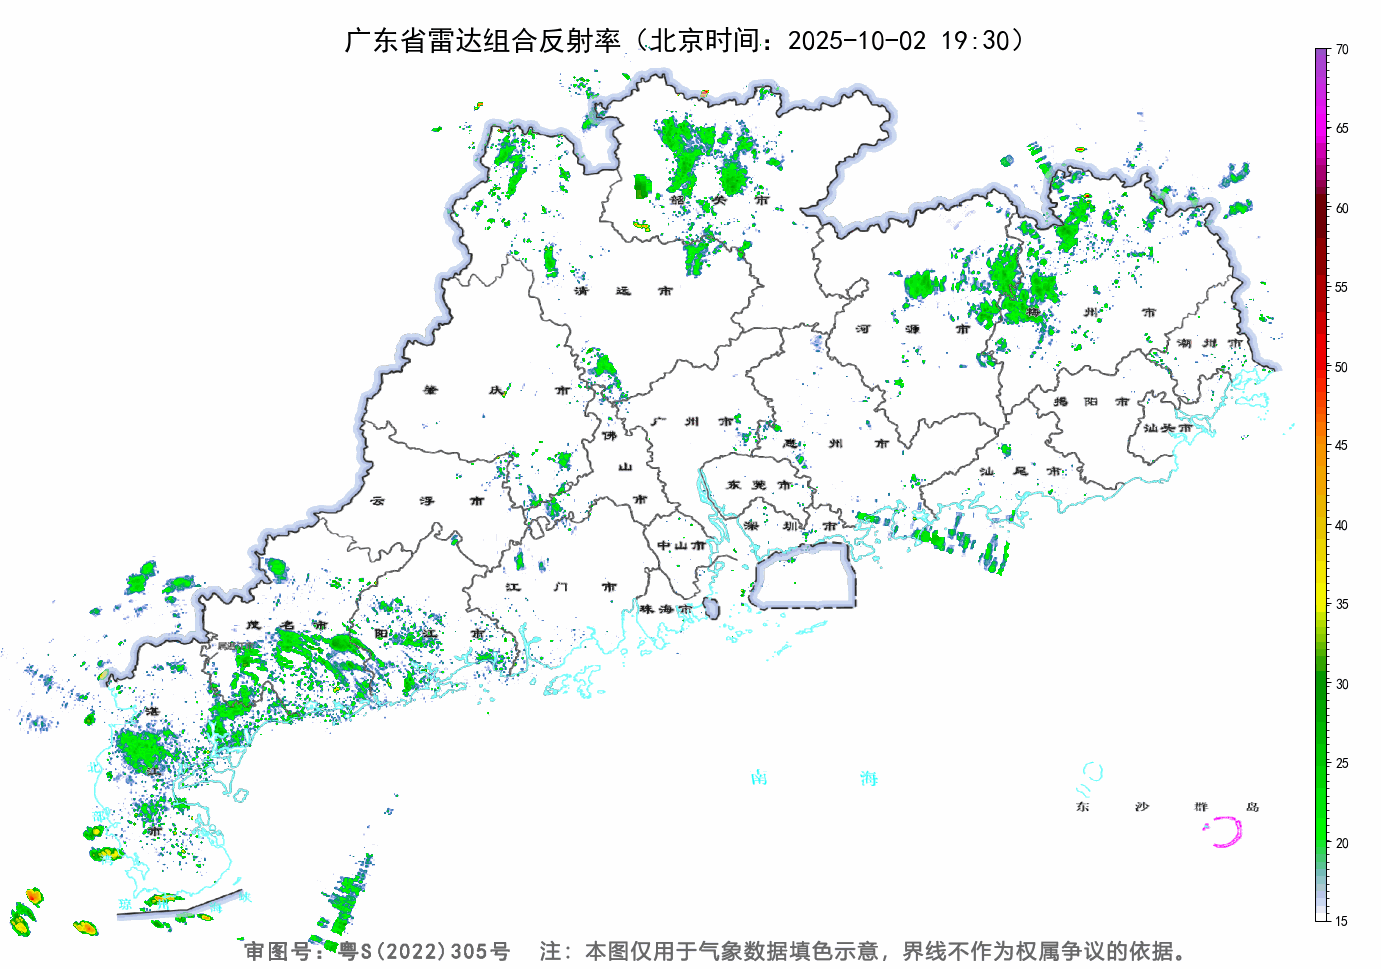 广东省雷达组合反射率（北京时间：2025-10-02 19:30）
70
65
60
55
50
45
40
35
30
25
20
15
韶关市
清远市
河源市
梅州市
潮州市
肇庆市
广州市
佛山市
惠州市
揭阳市
汕头市
汕尾市
云浮市
东莞市
深圳市
中山市
江门市
珠海市
茂名市
阳江市
湛江市
北部湾
琼州海峡
南海
东沙群岛
审图号：粤S(2022)305号 注：本图仅用于气象数据填色示意，界线不作为权属争议的依据。